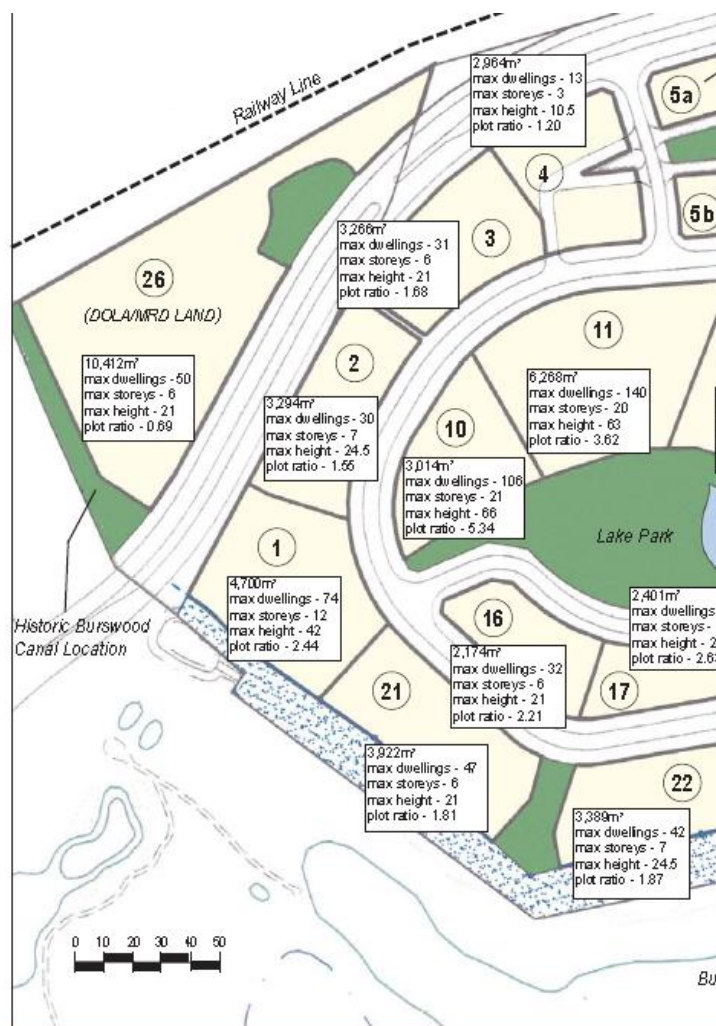 2,964m²
max dwellings - 13
max storeys - 3
max height - 10.5
plot ratio - 1.20
Railway Line
5a
4
5b
3,266m²
max dwellings - 31
max storeys - 6
max height - 21
plot ratio - 1.68
3
26
(DOLA/MRD LAND)
10,412m²
max dwellings - 50
max storeys - 6
max height - 21
plot ratio - 0.69
2
3,294m²
max dwellings - 30
max storeys - 7
max height - 24.5
plot ratio - 1.55
11
6,268m²
max dwellings - 140
max storeys - 20
max height - 63
plot ratio - 3.62
10
3,014m²
max dwellings - 106
max storeys - 21
max height - 66
plot ratio - 5.34
Lake Park
1
4,700m²
max dwellings - 74
max storeys - 12
max height - 42
plot ratio - 2.44
Historic Burswood
Canal Location
16
2,174m²
max dwellings - 32
max storeys - 6
max height - 21
plot ratio - 2.21
2,401m²
max dwellings
max storeys -
max height - 2
plot ratio - 2.63
17
21
3,922m²
max dwellings - 47
max storeys - 6
max height - 21
plot ratio - 1.81
22
3,389m²
max dwellings - 42
max storeys - 7
max height - 24.5
plot ratio - 1.87
0 10 20 30 40 50
Bu